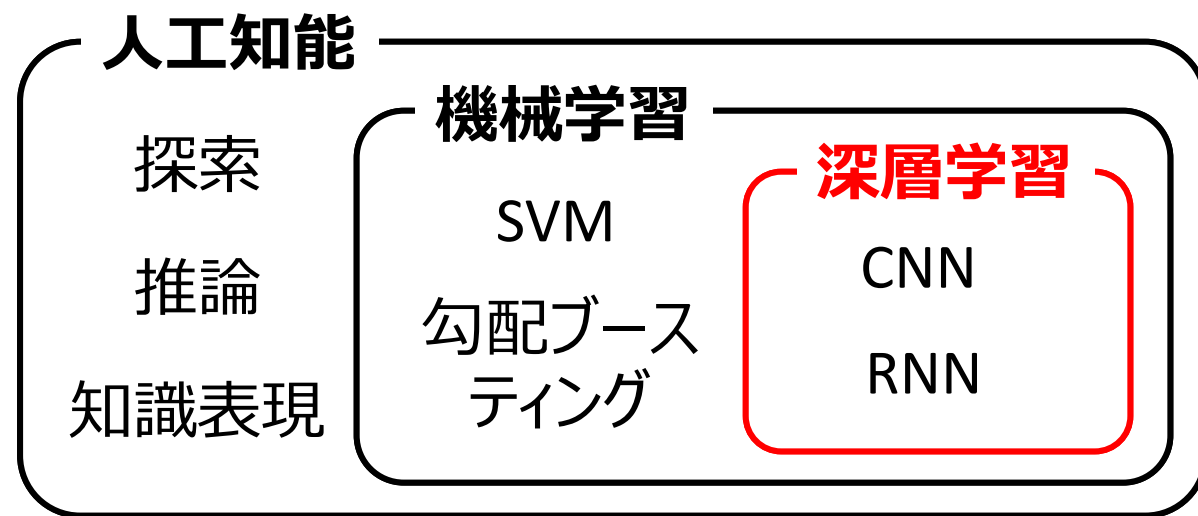 人工知能
探索
推論
知識表現
機械学習
SVM
勾配ブース
ティング
深層学習
CNN
RNN